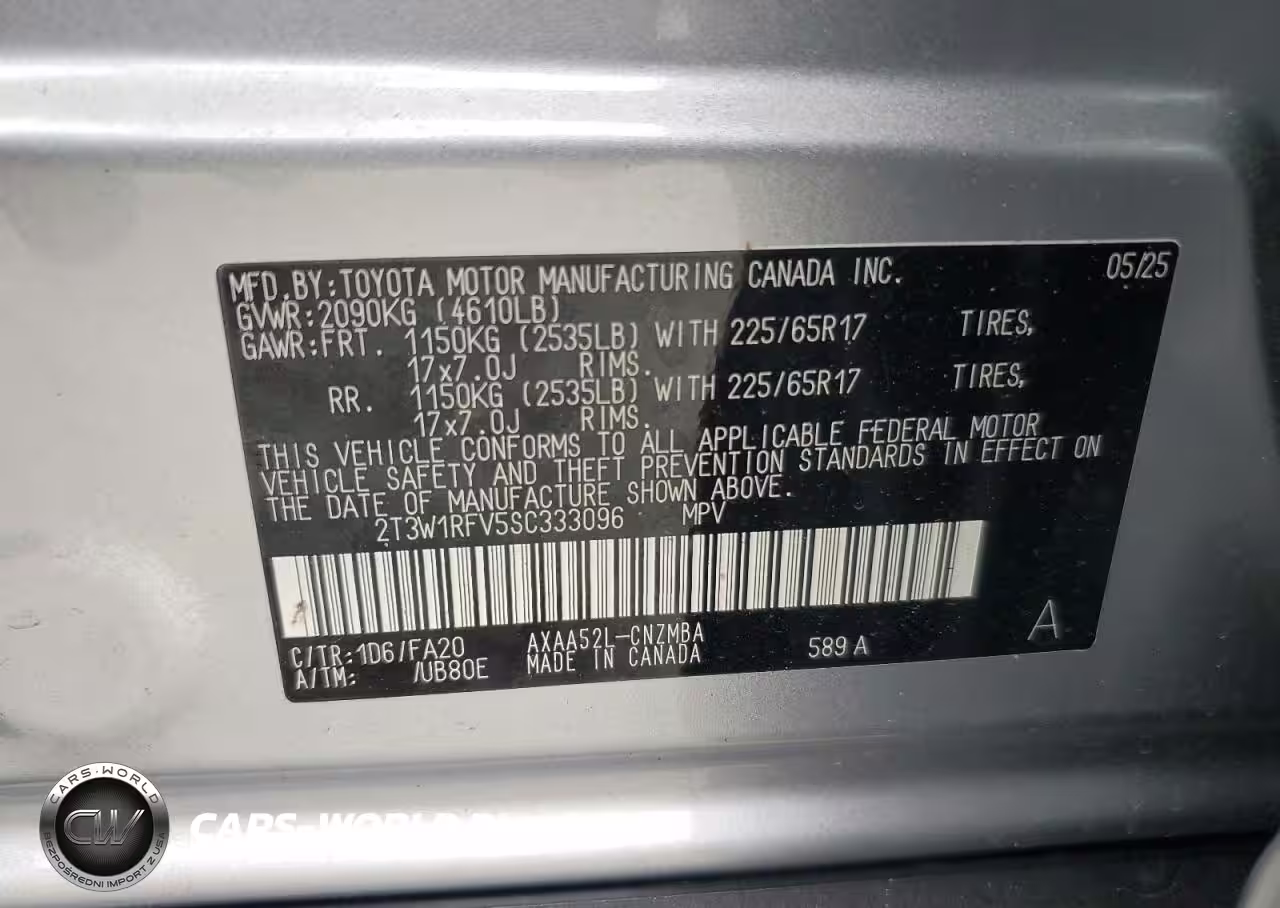 MFD.BY:TOYOTA MOTOR MANUFACTURING CANADA INC. 05/25
GVWR:2090KG (4610LB)
GAWR:FRT. 1150KG (2535LB) WITH 225/65R17 TIRES,
17x7.0J RIMS.
RR. 1150KG (2535LB) WITH 225/65R17 TIRES,
17x7.0J RIMS.
THIS VEHICLE CONFORMS TO ALL APPLICABLE FEDERAL MOTOR
VEHICLE SAFETY AND THEFT PREVENTION STANDARDS IN EFFECT ON
THE DATE OF MANUFACTURE SHOWN ABOVE.
2T3W1RFV5SC333096 MPV
C/TR:1D6/FA20 AXAA52L-CNZMBA 589 A A
A/TM: /UB80E MADE IN CANADA
CARS-WORLD
CW
BEZPOŚREDNI IMPORT Z USA